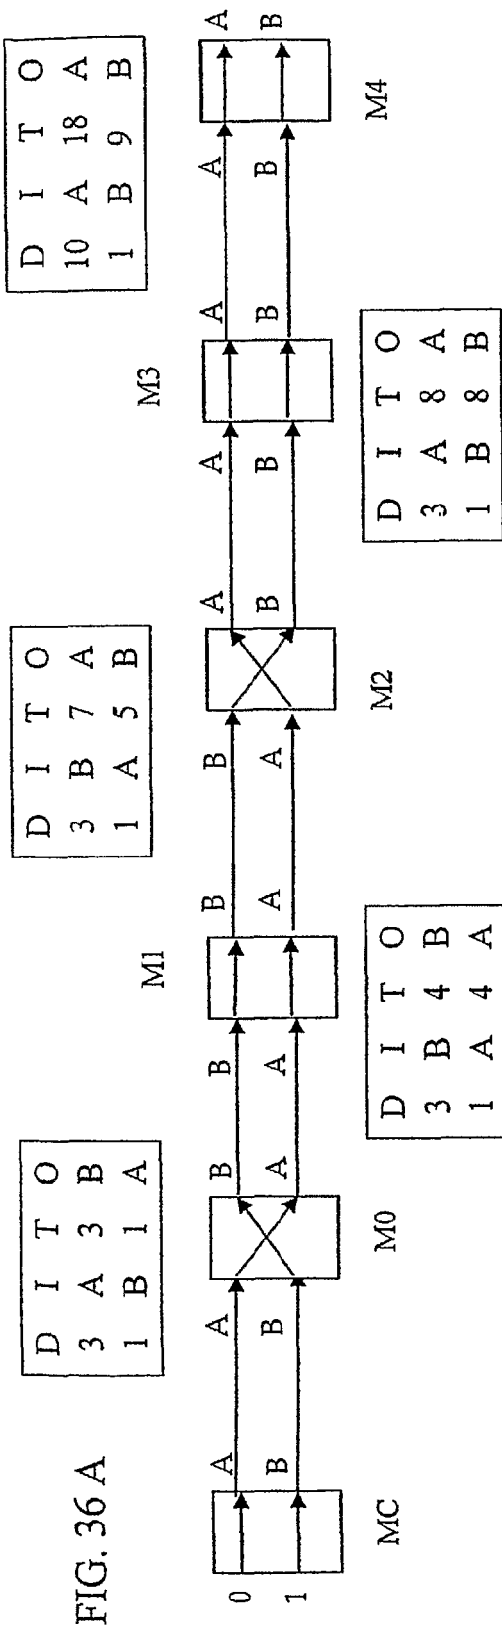 FIG. 36 A
D I T O
3 A 3 B
1 B 1 A
D I T O
3 B 7 A
1 A 5 B
D I T O
10 A 18 A
1 B 9 B
M1
M3
A A B B B B A A A A A
0
B B A A A A B B B B B
1
MC
M0
M2
M4
D I T O
3 B 4 B
1 A 4 A
D I T O
3 A 8 A
1 B 8 B